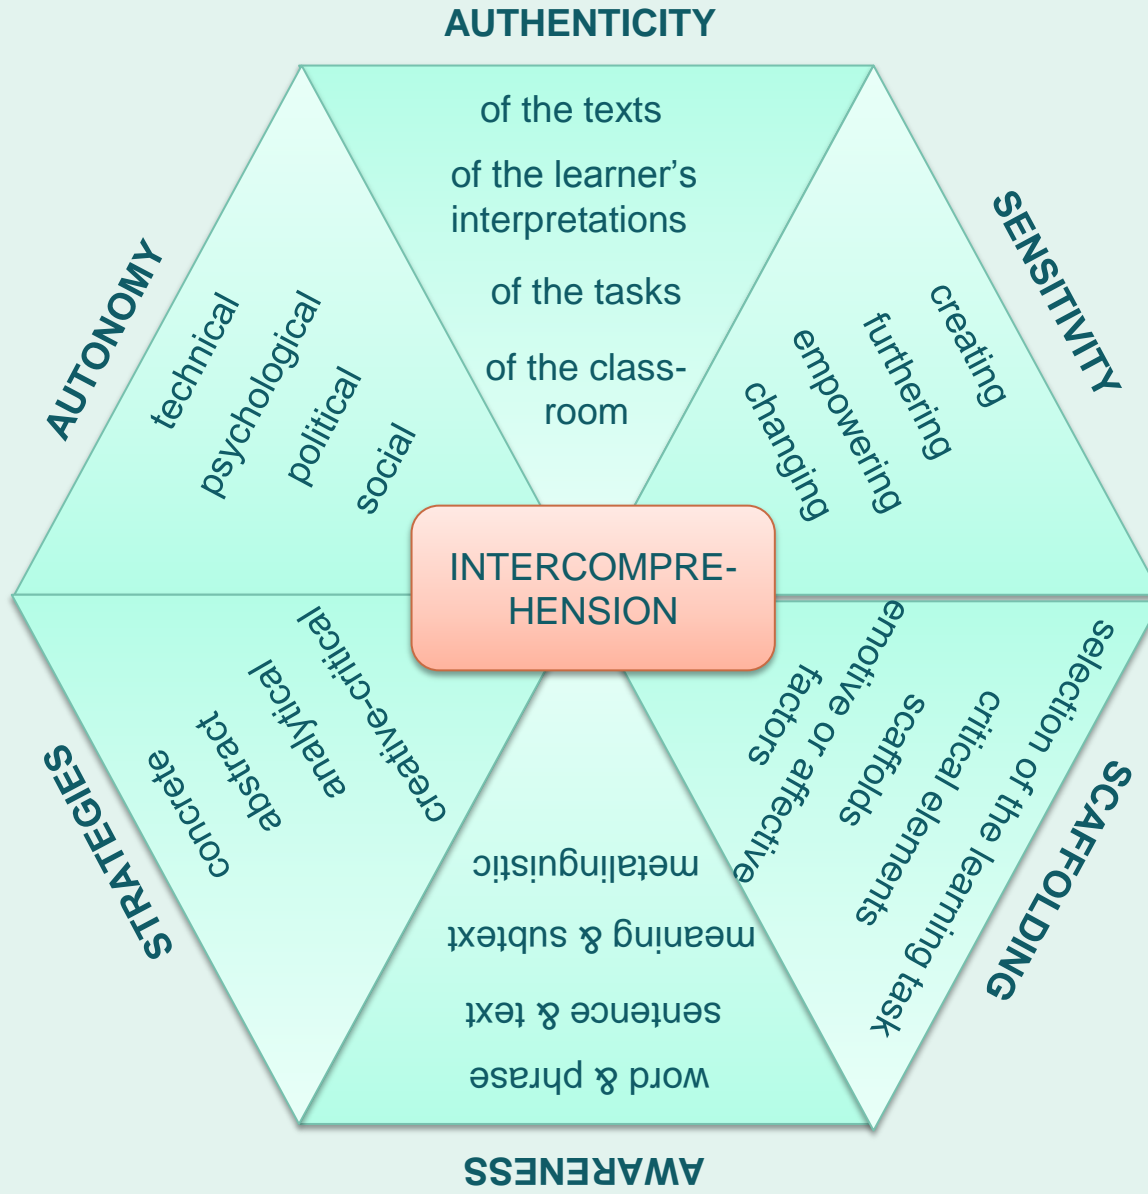 AUTHENTICITY
of the texts
of the learner's
interpretations
of the tasks
of the class-
room
SENSITIVITY
creating
furthering
empowering
changing
SCAFFOLDING
selection of the learning task
critical elements
scaffolds
emotive or affective
factors
AWARENESS
word & phrase
sentence & text
meaning & subtext
metalinguistic
STRATEGIES
concrete
abstract
analytical
creative-critical
AUTONOMY
technical
psychological
political
social
INTERCOMPRE-
HENSION